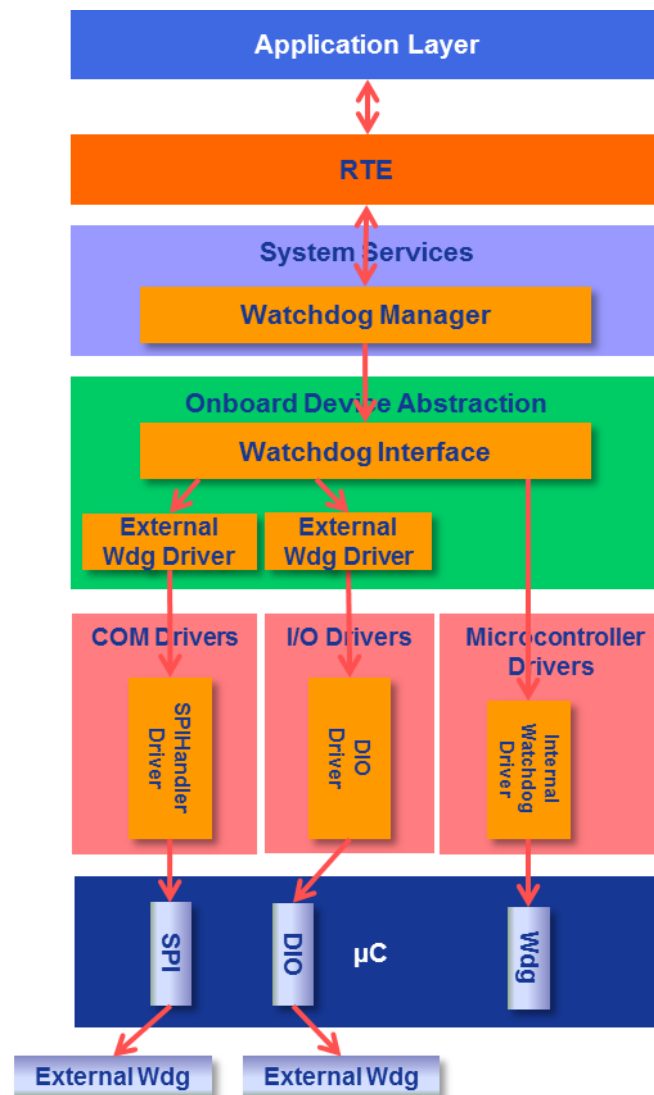 Application Layer
RTE
System Services
Watchdog Manager
Onboard Device Abstraction
Watchdog Interface
External
Wdg Driver
External
Wdg Driver
COM Drivers
I/O Drivers
Microcontroller
Drivers
SPIHandler
Driver
DIO
Driver
Internal
Watchdog
Driver
SPI
DIO
µC
Wdg
External Wdg
External Wdg